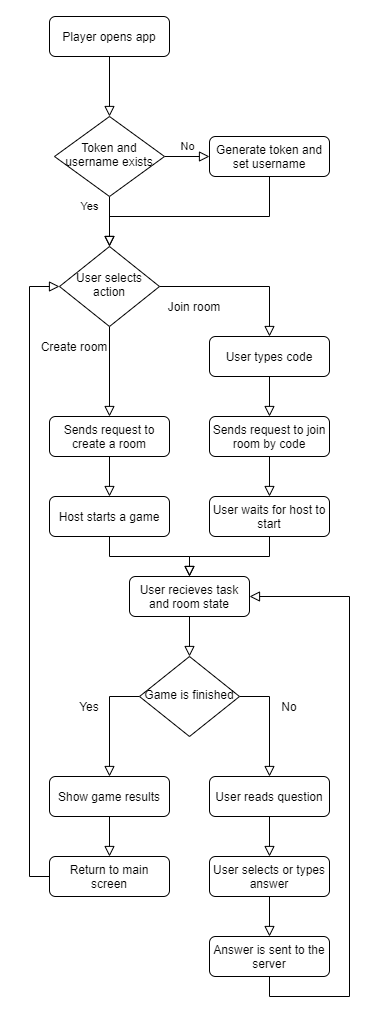 Player opens app
Token and
username exists
No
Generate token and
set username
Yes
User selects
action
Join room
Create room
User types code
Sends request to
create a room
Sends request to join
room by code
Host starts a game
User waits for host to
start
User recieves task
and room state
Game is finished
Yes
No
Show game results
User reads question
Return to main
screen
User selects or types
answer
Answer is sent to the
server